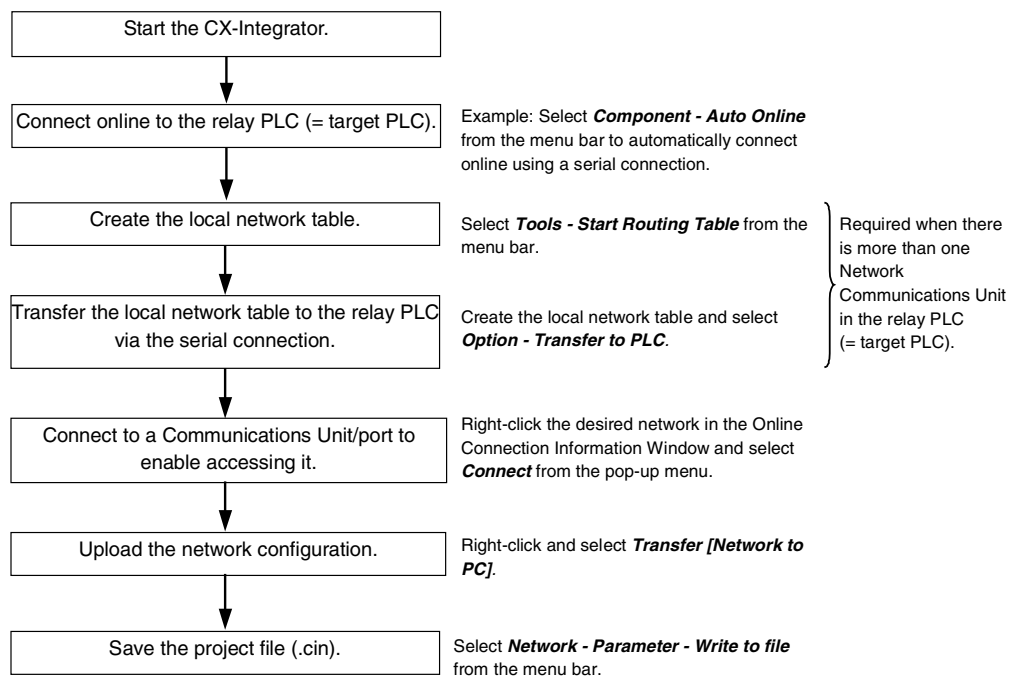 Start the CX-Integrator.
Connect online to the relay PLC (= target PLC).
Example: Select Component - Auto Online
from the menu bar to automatically connect
online using a serial connection.
Create the local network table.
Select Tools - Start Routing Table from the
menu bar.
Required when there
is more than one
Network
Communications Unit
in the relay PLC
(= target PLC).
Transfer the local network table to the relay PLC
via the serial connection.
Create the local network table and select
Option - Transfer to PLC.
Connect to a Communications Unit/port to
enable accessing it.
Right-click the desired network in the Online
Connection Information Window and select
Connect from the pop-up menu.
Upload the network configuration.
Right-click and select Transfer [Network to
PC].
Save the project file (.cin).
Select Network - Parameter - Write to file
from the menu bar.